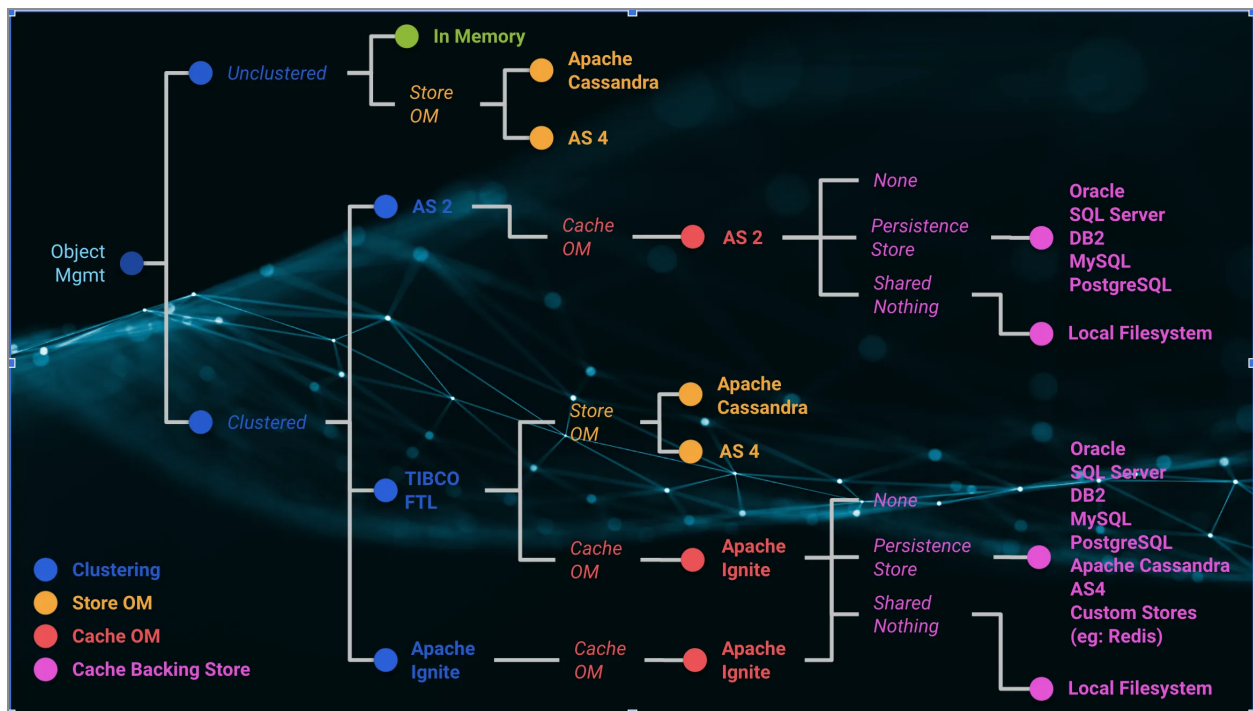 In Memory
Unclustered
Apache
Cassandra
Store
OM
AS 4
Object
Mgmt
AS 2
Cache
OM
AS 2
None
Persistence
Store
Shared
Nothing
Oracle
SQL Server
DB2
MySQL
PostgreSQL
Local Filesystem
Clustered
Store
OM
Apache
Cassandra
AS 4
TIBCO
FTL
Cache
OM
Apache
Ignite
None
Persistence
Store
Shared
Nothing
Oracle
SQL Server
DB2
MySQL
PostgreSQL
Apache Cassandra
AS4
Custom Stores
(eg: Redis)
Local Filesystem
Apache
Ignite
Cache
OM
Apache
Ignite
Clustering
Store OM
Cache OM
Cache Backing Store